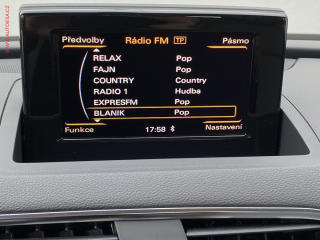 Předvolby Rádio FM TP Pásmo
RELAX Pop
FAJN Pop
COUNTRY Country
RADIO 1 Hudba
EXPRESFM Pop
BLANIK Pop
Funkce 17:58 Nastavení